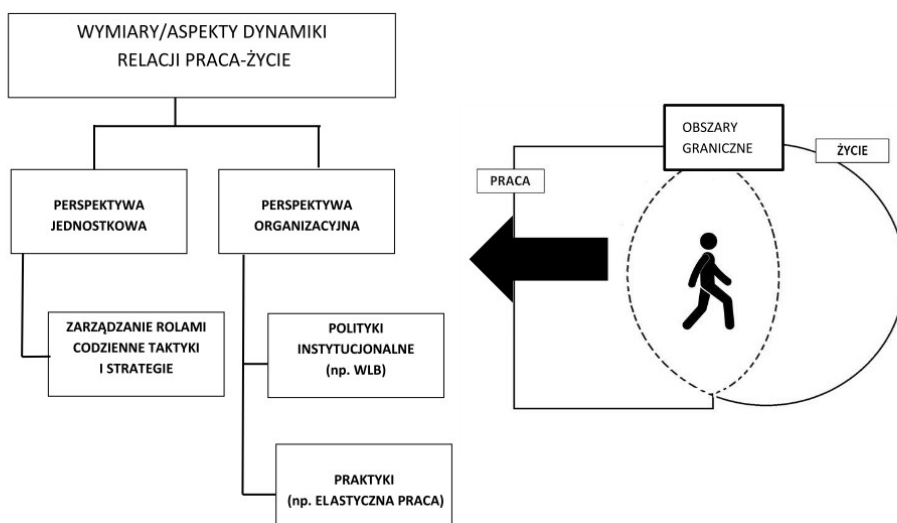 WYMIARY/ASPEKTY DYNAMIKI
RELACJI PRACA-ŻYCIE
PERSPEKTYWA
JEDNOSTKOWA
PERSPEKTYWA
ORGANIZACYJNA
ZARZĄDZANIE ROLAMI
CODZIENNE TAKTYKI
I STRATEGIE
POLITYKI
INSTYTUCJONALNE
(np. WLB)
PRAKTYKI
(np. ELASTYCZNA PRACA)
OBSZARY
GRANICZNE
PRACA
ŻYCIE